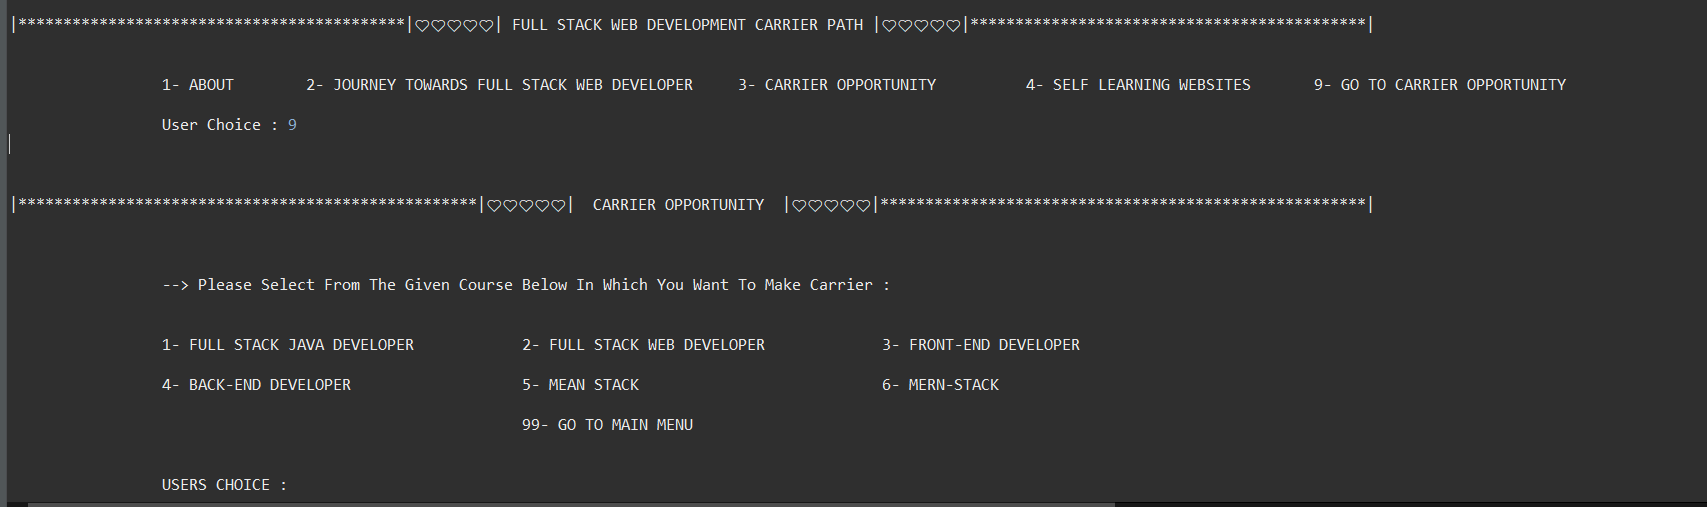 |*******************************************|♡♡♡♡♡| FULL STACK WEB DEVELOPMENT CARRIER PATH |♡♡♡♡♡|********************************************|
1- ABOUT 2- JOURNEY TOWARDS FULL STACK WEB DEVELOPER 3- CARRIER OPPORTUNITY 4- SELF LEARNING WEBSITES 9- GO TO CARRIER OPPORTUNITY
User Choice : 9
|***************************************************|♡♡♡♡♡| CARRIER OPPORTUNITY |♡♡♡♡♡|******************************************************|
--> Please Select From The Given Course Below In Which You Want To Make Carrier :
1- FULL STACK JAVA DEVELOPER 2- FULL STACK WEB DEVELOPER 3- FRONT-END DEVELOPER
4- BACK-END DEVELOPER 5- MEAN STACK 6- MERN-STACK
99- GO TO MAIN MENU
USERS CHOICE :